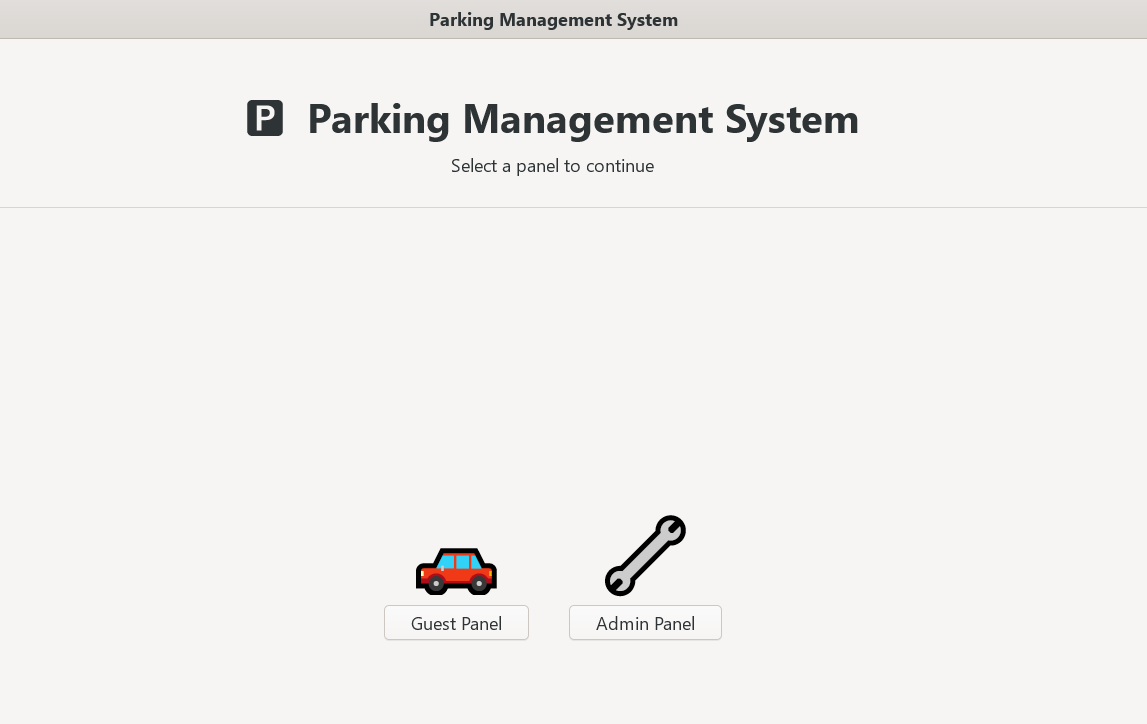 Parking Management System
P Parking Management System
Select a panel to continue
Guest Panel
Admin Panel